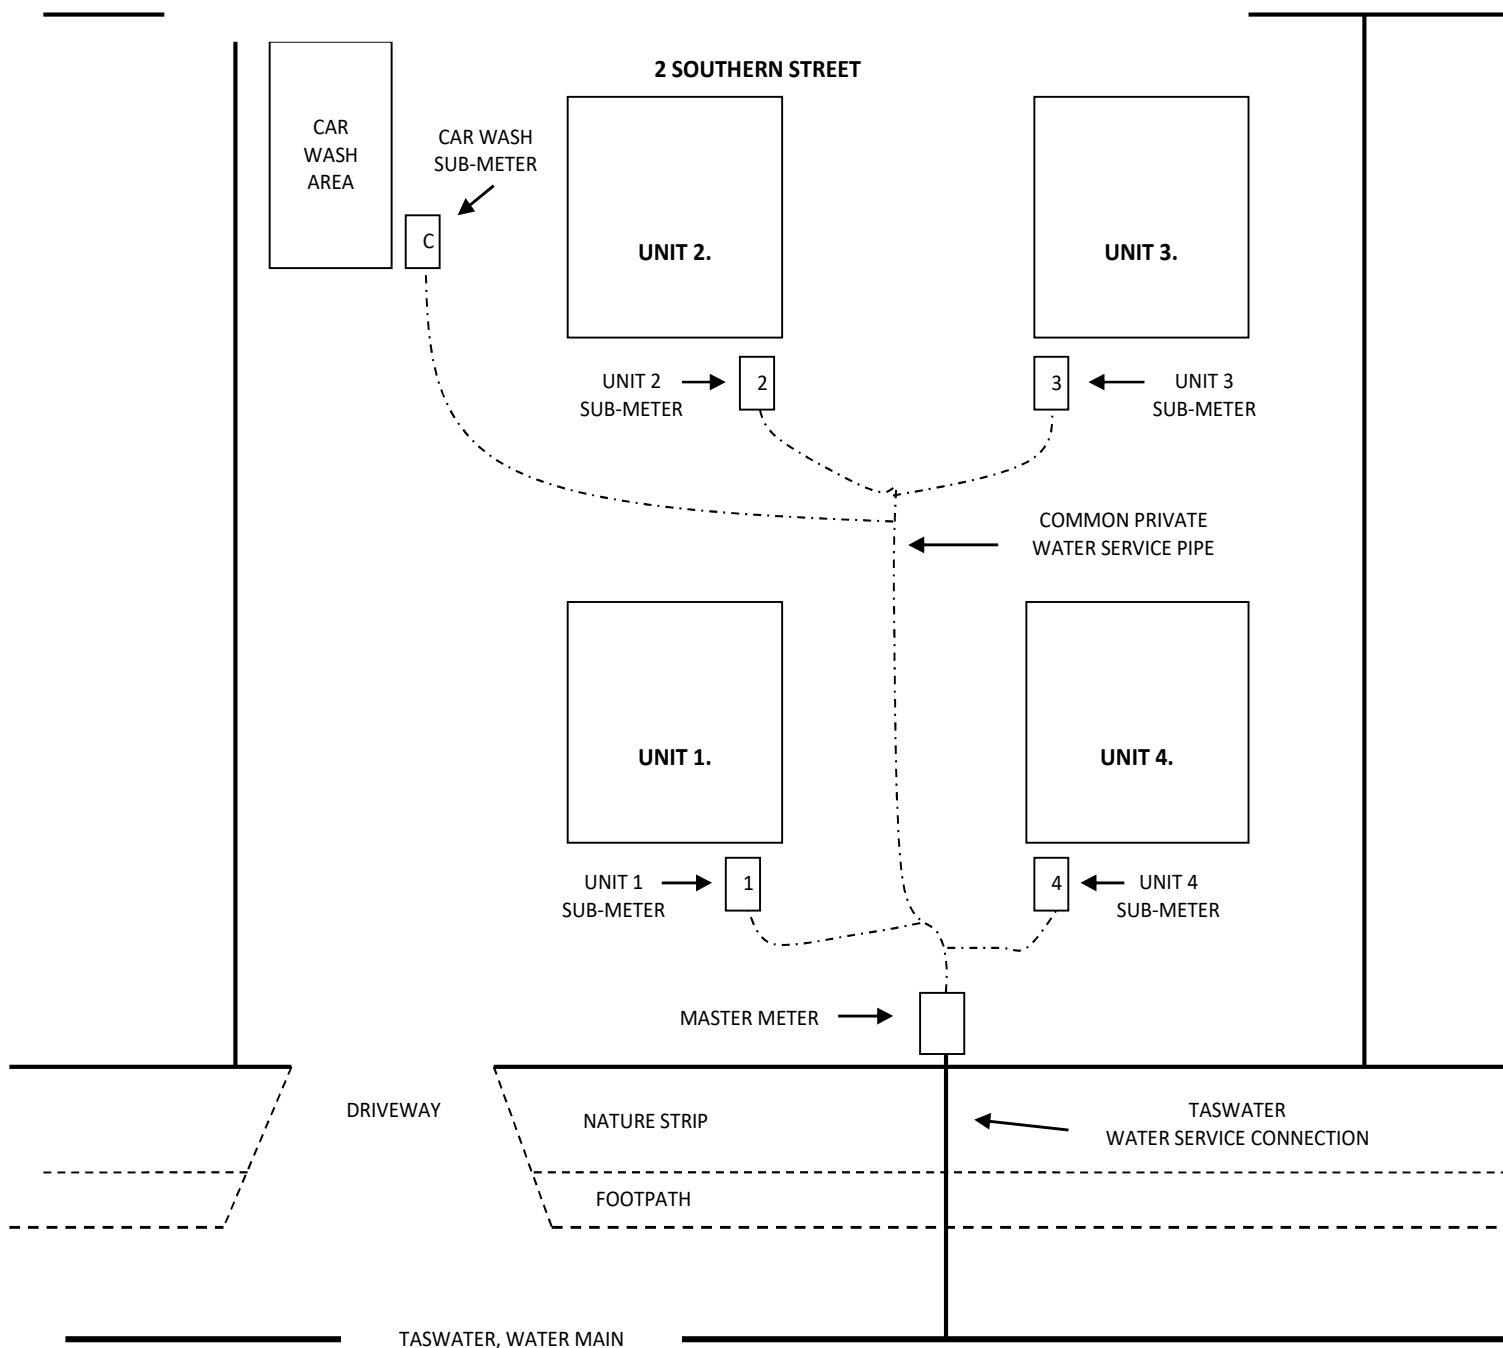 2 SOUTHERN STREET
CAR
WASH
AREA
CAR WASH
SUB-METER
C
UNIT 2.
UNIT 3.
UNIT 2
SUB-METER
2
3
UNIT 3
SUB-METER
COMMON PRIVATE
WATER SERVICE PIPE
UNIT 1.
UNIT 4.
UNIT 1
SUB-METER
1
4
UNIT 4
SUB-METER
MASTER METER
DRIVEWAY
NATURE STRIP
TASWATER
WATER SERVICE CONNECTION
FOOTPATH
TASWATER, WATER MAIN